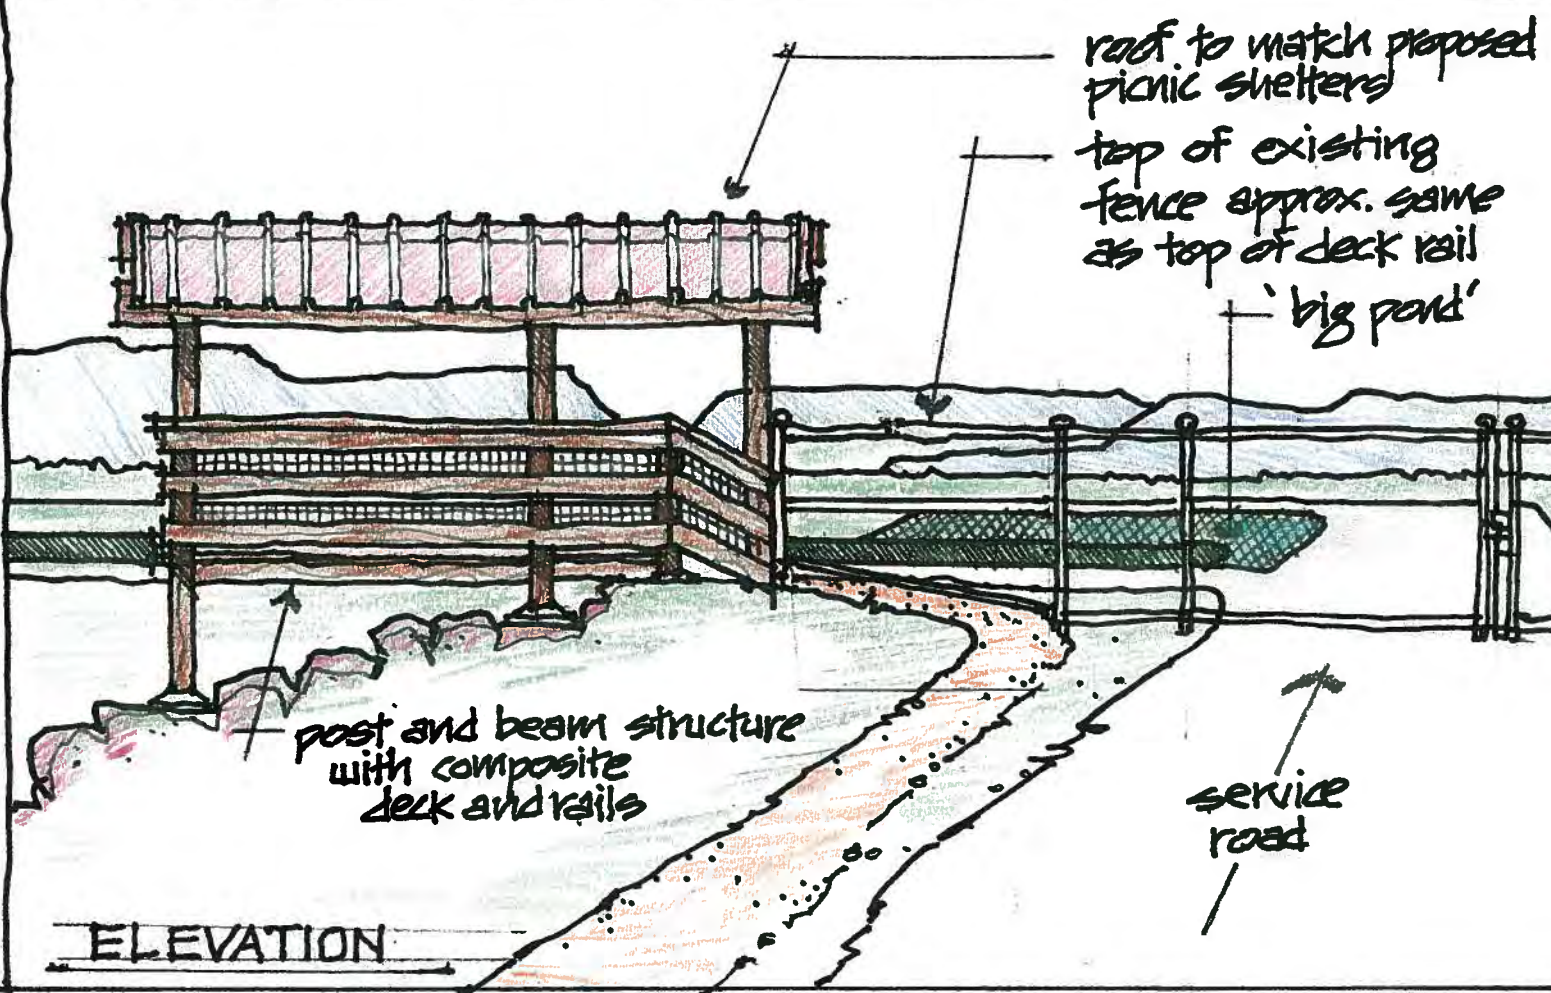 roof to match proposed
picnic shelters
top of existing
fence approx. same
as top of deck rail
'big pond'
post and beam structure
with composite
deck and rails
service
road
ELEVATION